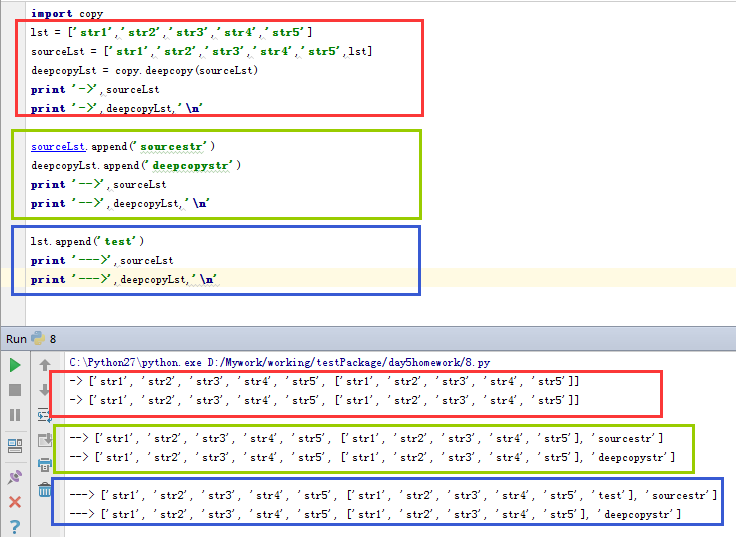 import copy
lst = ['str1','str2','str3','str4','str5']
sourceLst = ['str1','str2','str3','str4','str5',lst]
deepcopyLst = copy.deepcopy(sourceLst)
print '->',sourceLst
print '->',deepcopyLst,'\n'
sourceLst.append('sourcestr')
deepcopyLst.append('deepcopystr')
print '-->',sourceLst
print '-->',deepcopyLst,'\n'
lst.append('test')
print '--->',sourceLst
print '--->',deepcopyLst,'\n'
Run 8
C:\Python27\python.exe D:/Mywork/working/testPackage/day5homework/8.py
-> ['str1', 'str2', 'str3', 'str4', 'str5', ['str1', 'str2', 'str3', 'str4', 'str5']]
-> ['str1', 'str2', 'str3', 'str4', 'str5', ['str1', 'str2', 'str3', 'str4', 'str5']]
--> ['str1', 'str2', 'str3', 'str4', 'str5', ['str1', 'str2', 'str3', 'str4', 'str5'], 'sourcestr']
--> ['str1', 'str2', 'str3', 'str4', 'str5', ['str1', 'str2', 'str3', 'str4', 'str5'], 'deepcopystr']
---> ['str1', 'str2', 'str3', 'str4', 'str5', ['str1', 'str2', 'str3', 'str4', 'str5', 'test'], 'sourcestr']
---> ['str1', 'str2', 'str3', 'str4', 'str5', ['str1', 'str2', 'str3', 'str4', 'str5'], 'deepcopystr']